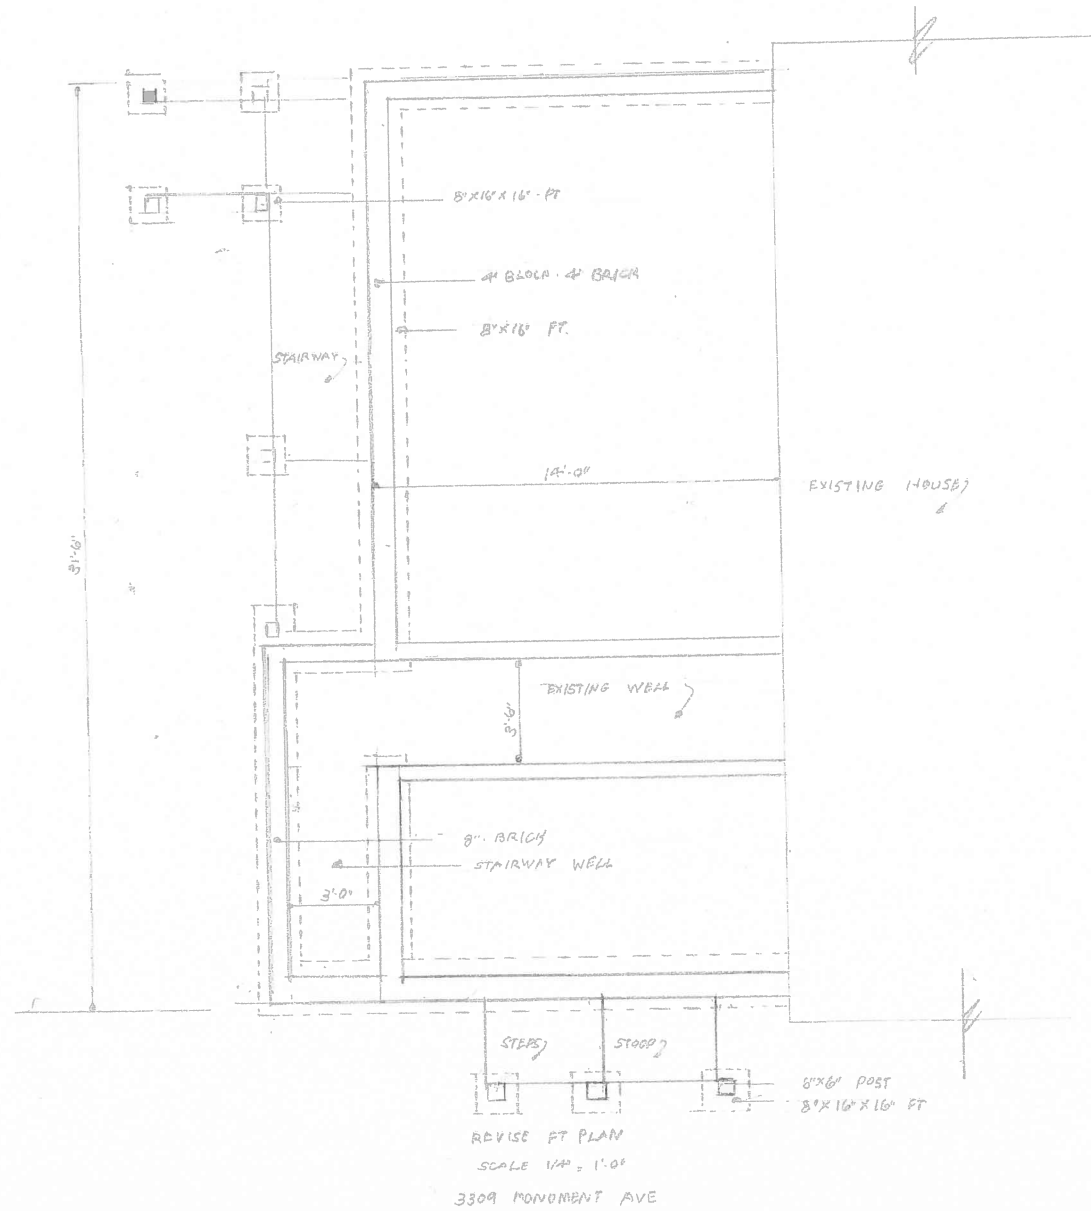 8"X16"X16"-FT
4" BLOCK-4" BRICK
8"X16" FT.
STAIRWAY
14'-0"
EXISTING HOUSE
31'-6"
EXISTING WELL
3'-6"
8". BRICK
STAIRWAY WELL
3'-0"
STEPS
STOOP
6"X6" POST
8"X16"X16" FT
REVISE FT PLAN
SCALE 1/4" = 1'-0"
3309 MONUMENT AVE